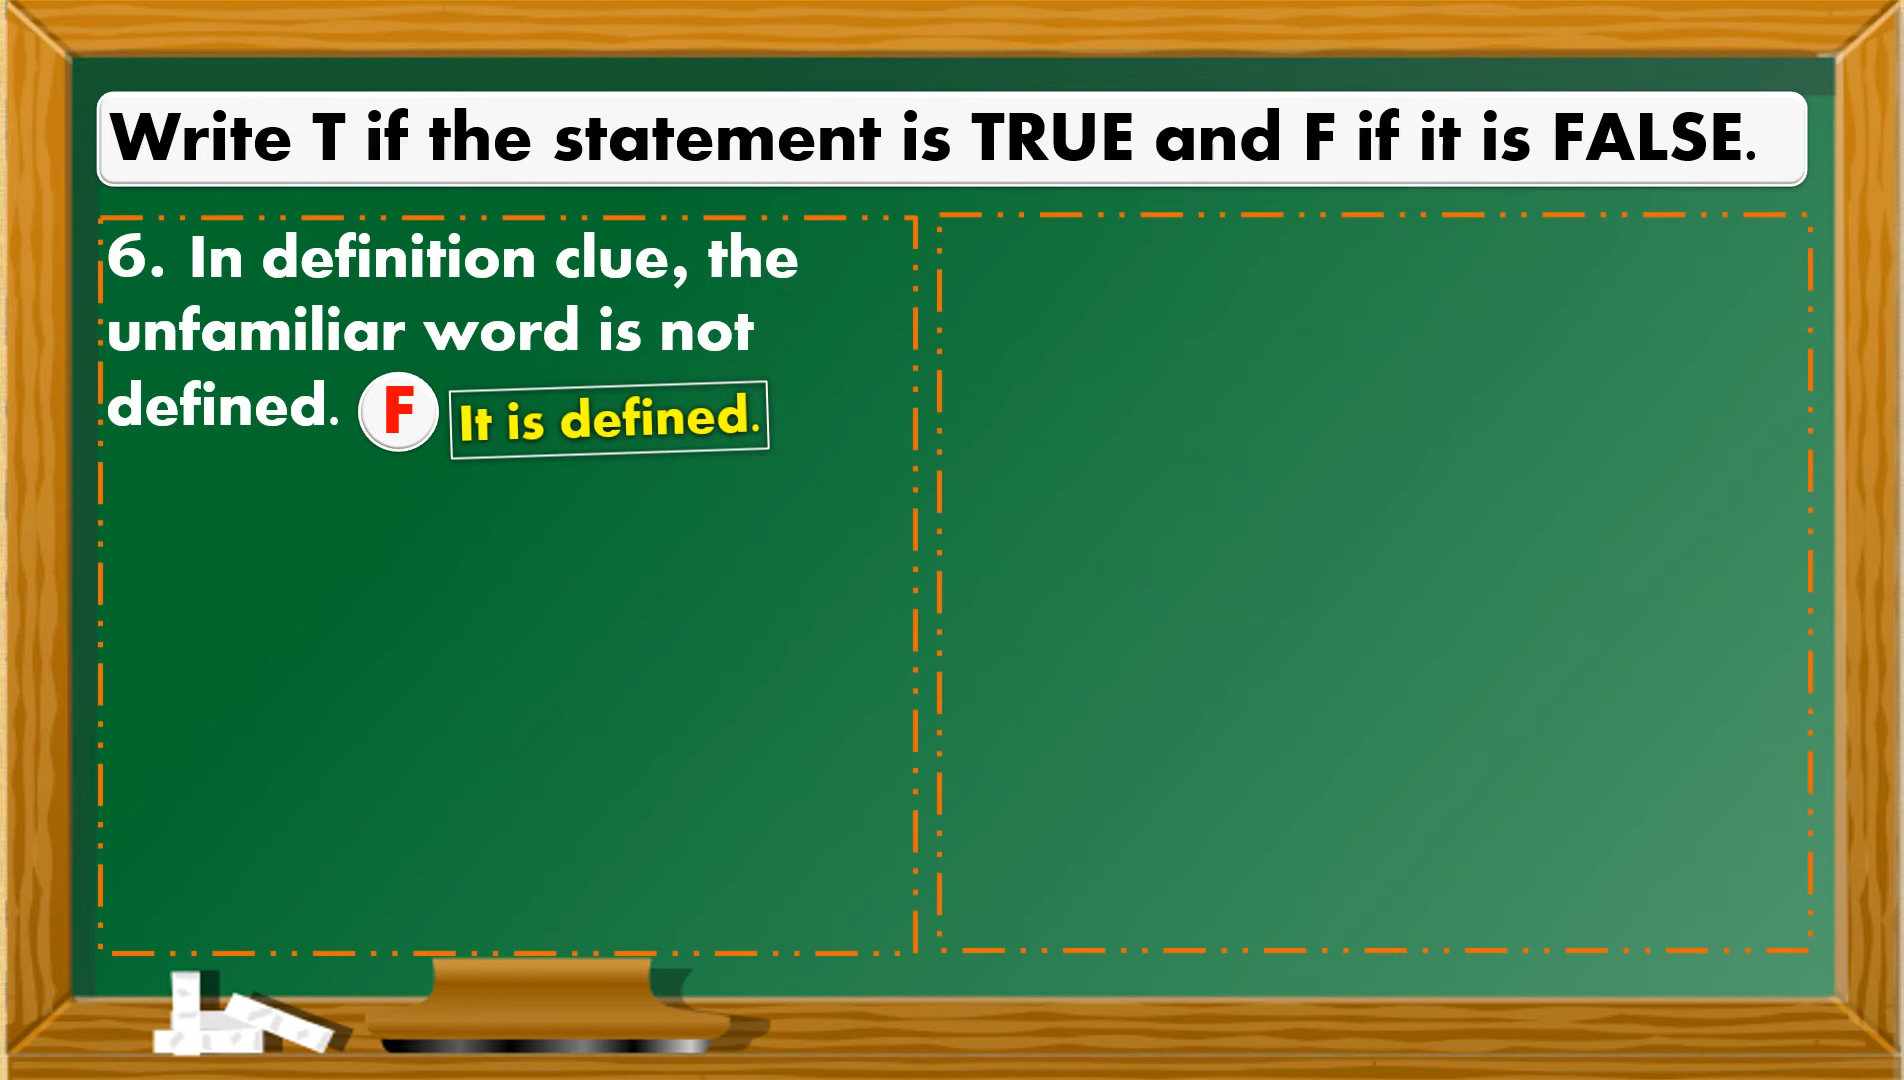 Write T if the statement is TRUE and F if it is FALSE.
6. In definition clue, the
unfamiliar word is not
defined. F It is defined.